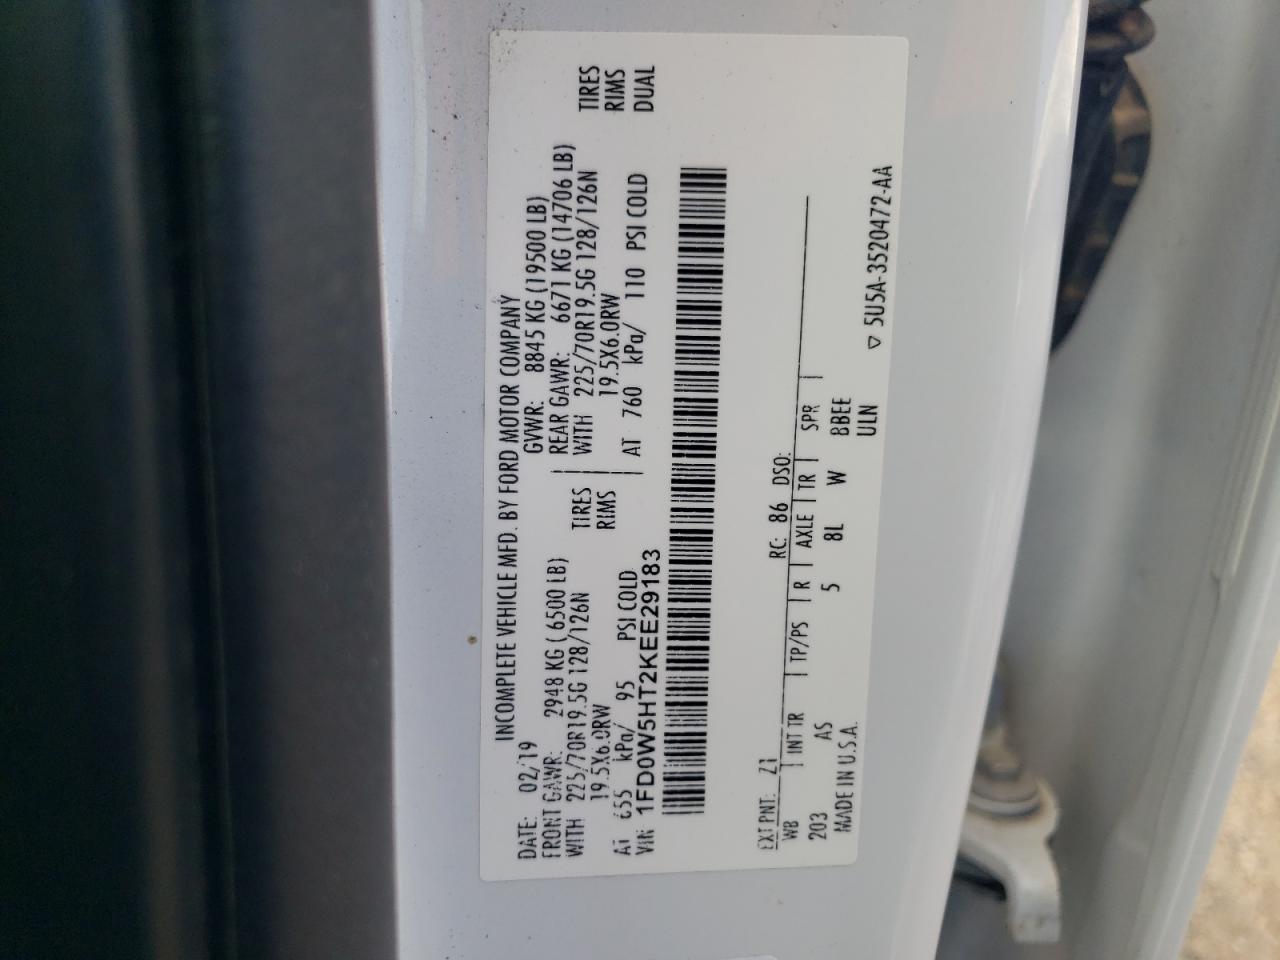 INCOMPLETE VEHICLE MFD. BY FORD MOTOR COMPANY
DATE: 02/19 GVWR: 8845 KG (19500 LB)
FRONT GAWR: 2948 KG (6500 LB) REAR GAWR: 6671 KG (14706 LB)
WITH 225/70R19.5G 128/126N TIRES WITH 225/70R19.5G 128/126N TIRES
19.5X6.0RW RIMS 19.5X6.0RW RIMS
AT 655 kPa/ 95 PSI COLD AT 760 kPa/ 110 PSI COLD DUAL
VIN: 1FD0W5HT2KEE29183
EXT PNT: Z1 RC: 86 DSO:
WB INT TR TP/PS R AXLE TR SPR
203 AS 5 8L W BBEE
MADE IN U.S.A. ULN
▽ 5U5A-3520472-AA